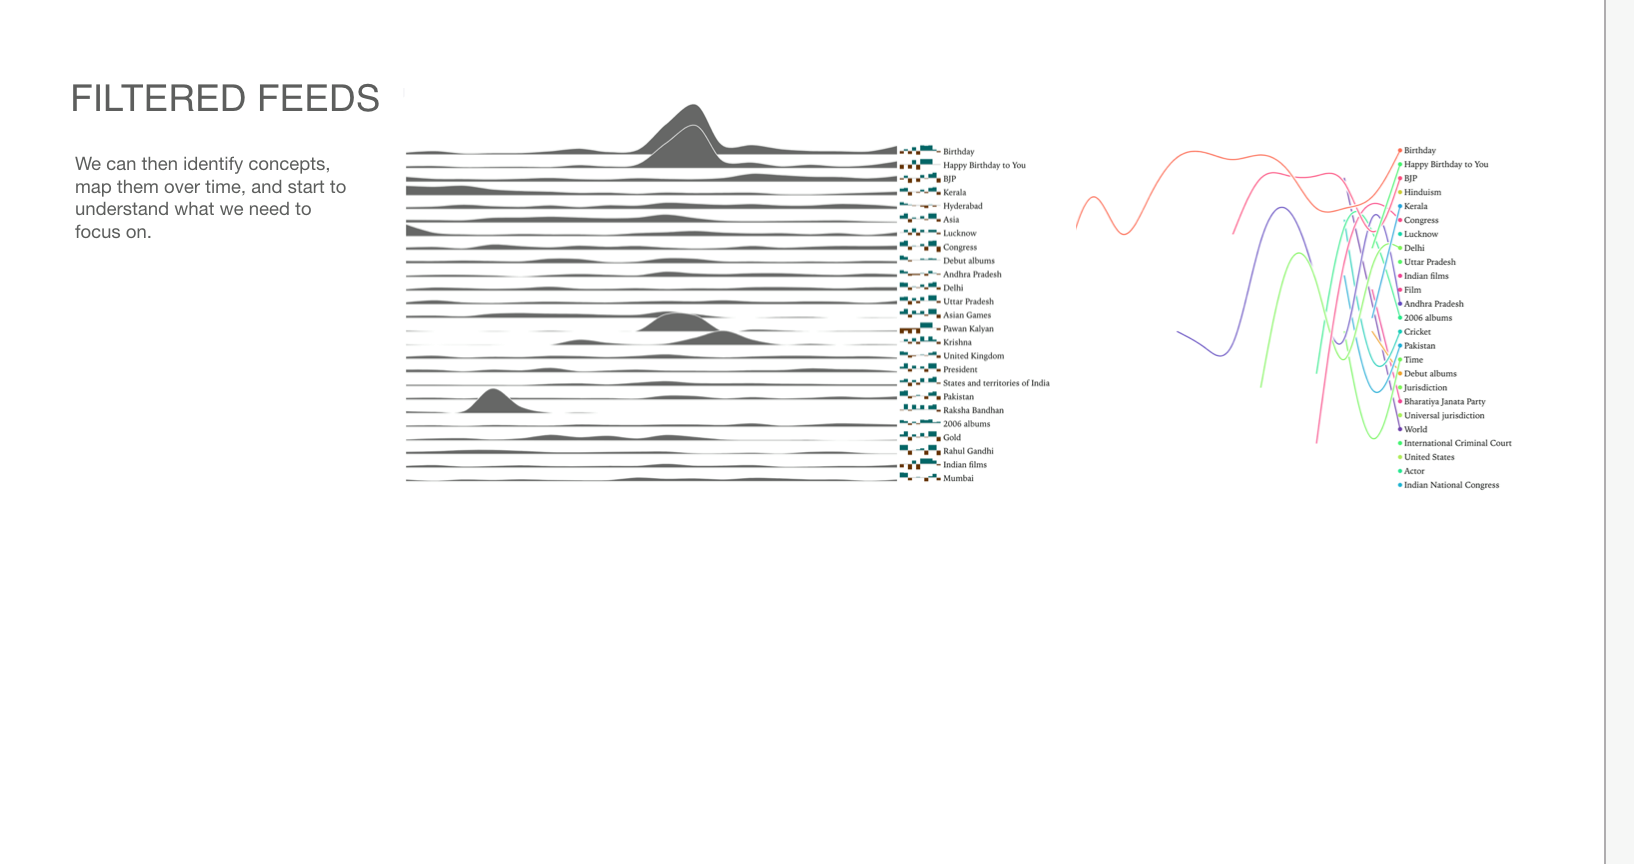 FILTERED FEEDS
We can then identify concepts,
map them over time, and start to
understand what we need to
focus on.
Birthday
Happy Birthday to You
BJP
Kerala
Hyderabad
Asia
Lucknow
Congress
Debut albums
Andhra Pradesh
Delhi
Uttar Pradesh
Asian Games
Pawan Kalyan
Krishna
United Kingdom
President
States and territories of India
Pakistan
Raksha Bandhan
2006 albums
Gold
Rahul Gandhi
Indian films
Mumbai
Birthday
Happy Birthday to You
BJP
Hinduism
Kerala
Congress
Lucknow
Delhi
Uttar Pradesh
Indian films
Film
Andhra Pradesh
2006 albums
Cricket
Pakistan
Time
Debut albums
Jurisdiction
Bharatiya Janata Party
Universal jurisdiction
World
International Criminal Court
United States
Actor
Indian National Congress